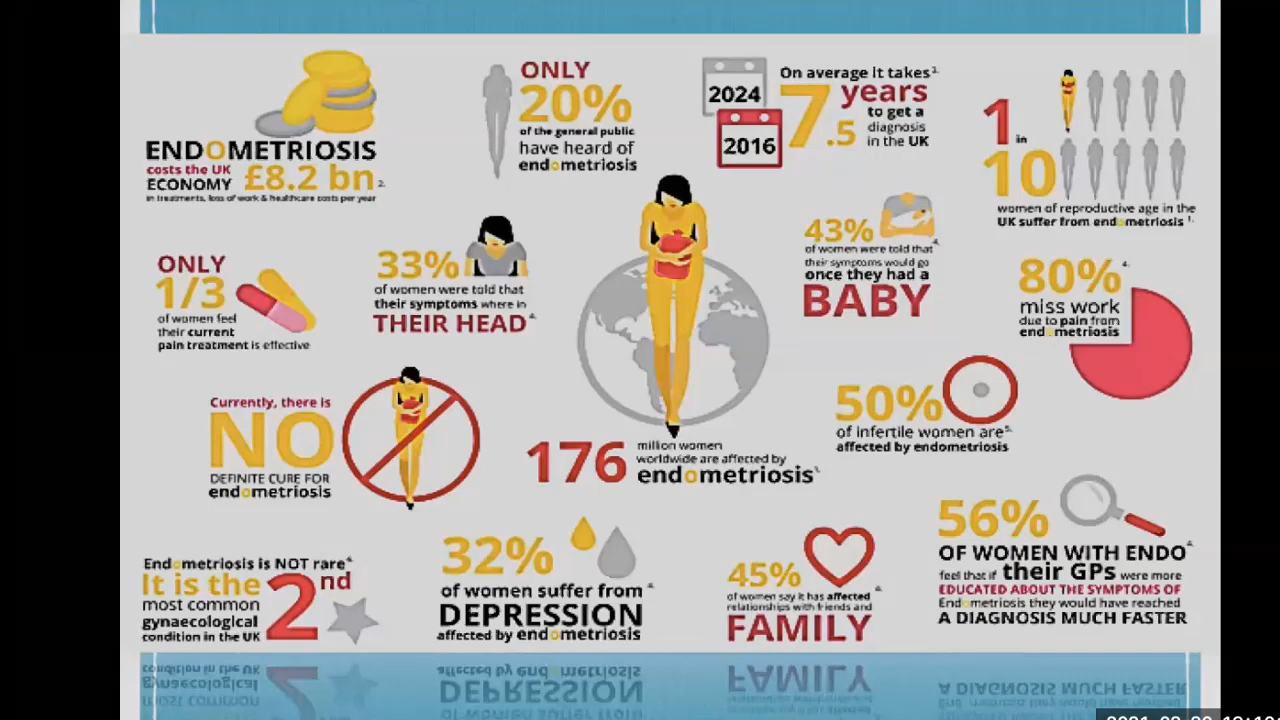 ENDOMETRIOSIS
costs the UK
ECONOMY £8.2 bn 2.
in treatments, loss of work & healthcare costs per year
ONLY
20%
of the general public
have heard of
endometriosis
2024
2016
On average it takes 3.
7.5 years
to get a
diagnosis
in the UK
1 in 10
women of reproductive age in the
UK suffer from endometriosis 1.
ONLY
1/3
of women feel
their current
pain treatment is effective
33%
of women were told that
their symptoms where in
THEIR HEAD 4.
43%
of women were told that 4.
their symptoms would go
once they had a
BABY
80% 4.
miss work
due to pain from
endometriosis
Currently, there is
NO
DEFINITE CURE FOR
endometriosis
176 million women
worldwide are affected by
endometriosis
50%
of infertile women are 5.
affected by endometriosis
Endometriosis is NOT rare
It is the 2nd
most common
gynaecological
condition in the UK
32%
of women suffer from
DEPRESSION
affected by endometriosis
45%
of women say it has affected
relationships with friends and
FAMILY
56%
OF WOMEN WITH ENDO
feel that if their GPs were more
EDUCATED ABOUT THE SYMPTOMS OF
Endometriosis they would have reached
A DIAGNOSIS MUCH FASTER